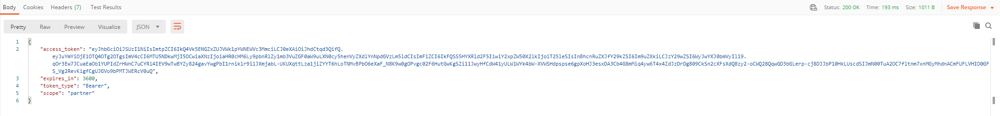 Body Cookies Headers (7) Test Results Status: 200 OK Time: 193 ms Size: 1011 B Save Response
Pretty Raw Preview Visualize JSON
1 {
2 "access_token": "eyJhbGciOiJSUzI1NiIsImtpZCI6IkQ4Vk5ENGZxZUJVWk1pYWNEWVc3MmciLCJ0eXAiOiJhdCtqd3QifQ.
eyJuYmYiOjE1OTQ4OTg2OTgsImV4cCI6MTU5NDkwMjI5OCwiaXNzIjoiaHR0cHM6Ly9pbnRlZy1mb3VuZGF0aW9uLXN0cy5henVyZXdlYnNpdGVzLm5ldCIsImF1ZCI6IkFQSS5HYXRld2F5IiwiY2xpZW50X2lkIjoiT25leSIsInBhcnRuZXJfY29kZSI6Im9uZXkiLCJzY29wZSI6WyJwYXJ0bmVyIl19.
qOr3Ew7JCuaEaOb1YUPIdZrHWnC7uCYRl4IEV9wTwBYZy824gavYwgPbI1rniklr9i1JXmjabL-UKUXqttLza1jiZYYT6hLoTNMvBPbO6eXaF_N8K9w0gOPvgc02F6HutGwKgSZi11JwyHfCdW41yULW1WYk4bW-XVWSHdpspse6gpXoHJ3esxDA3Cb4G8mMiq4yw6T4x4ZdJzDrDg809CkSn2cXFsXdQ8zy2-oCWQ28QqwGD3bGLerp-cj8DJJbP10HkLUscdSIJmN00TuA2OC7fltnm7xnMGyMhdnACmFUFLVHIO0GF
S_Vg2RevKigfCgUJGVo9bPMTJWERcV0uQ",
3 "expires_in": 3600,
4 "token_type": "Bearer",
5 "scope": "partner"
6 }